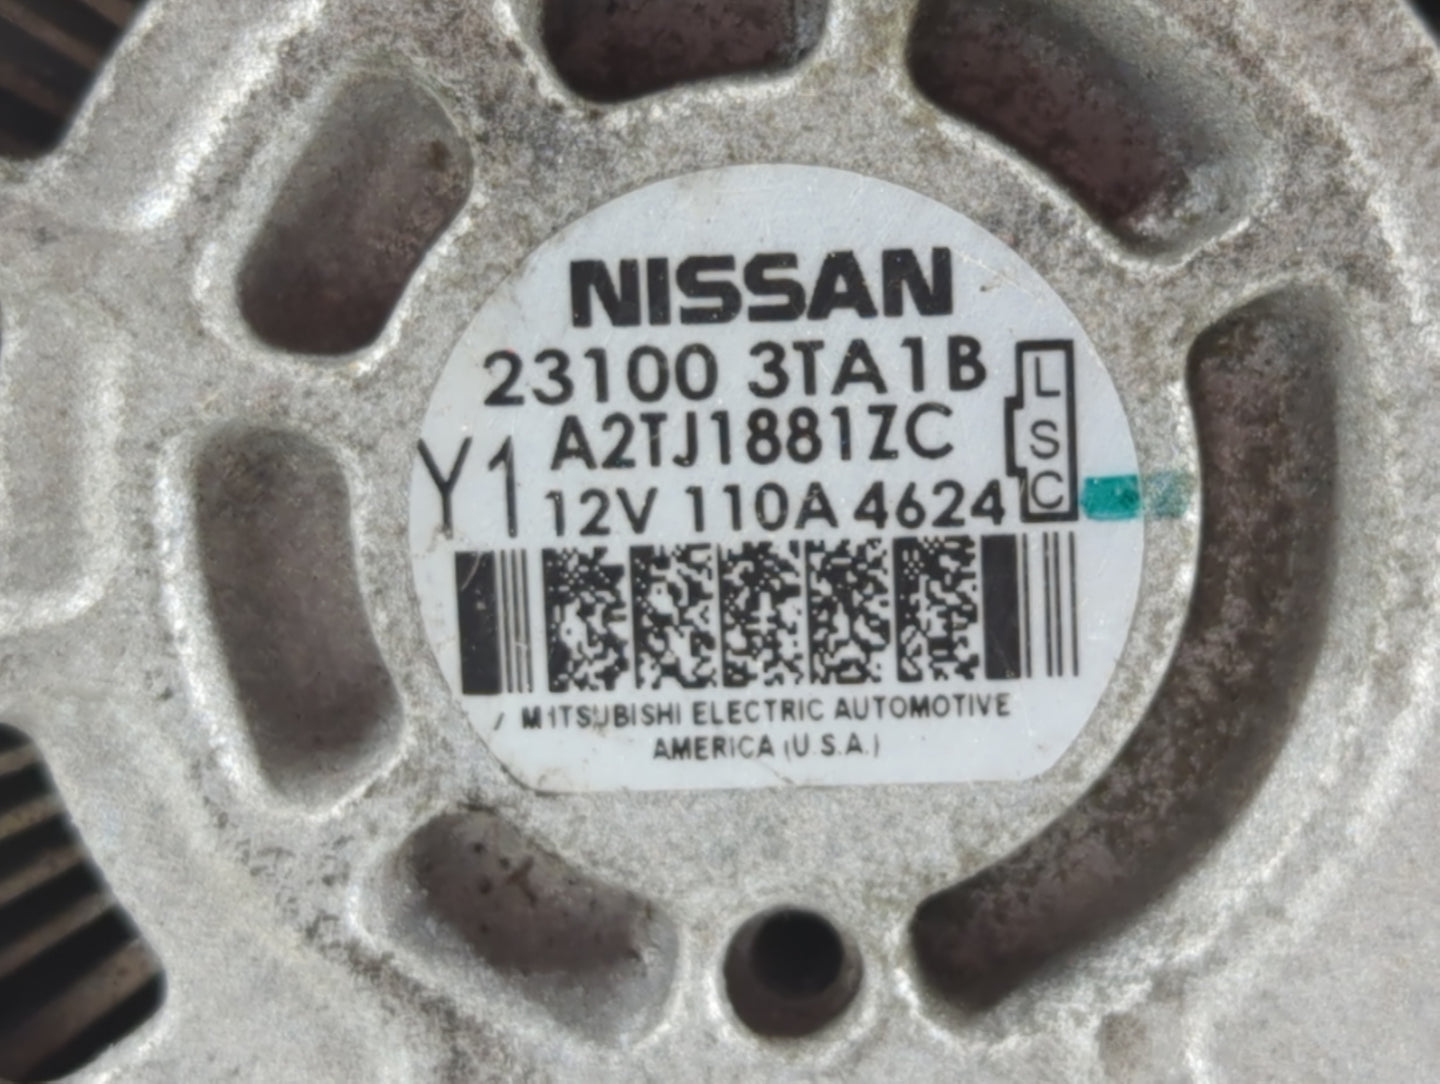 NISSAN
23100 3TA1B
A2TJ1881ZC
Y1
12V 110A 4624
L
S
C
MITSUBISHI ELECTRIC AUTOMOTIVE
AMERICA (U.S.A.)